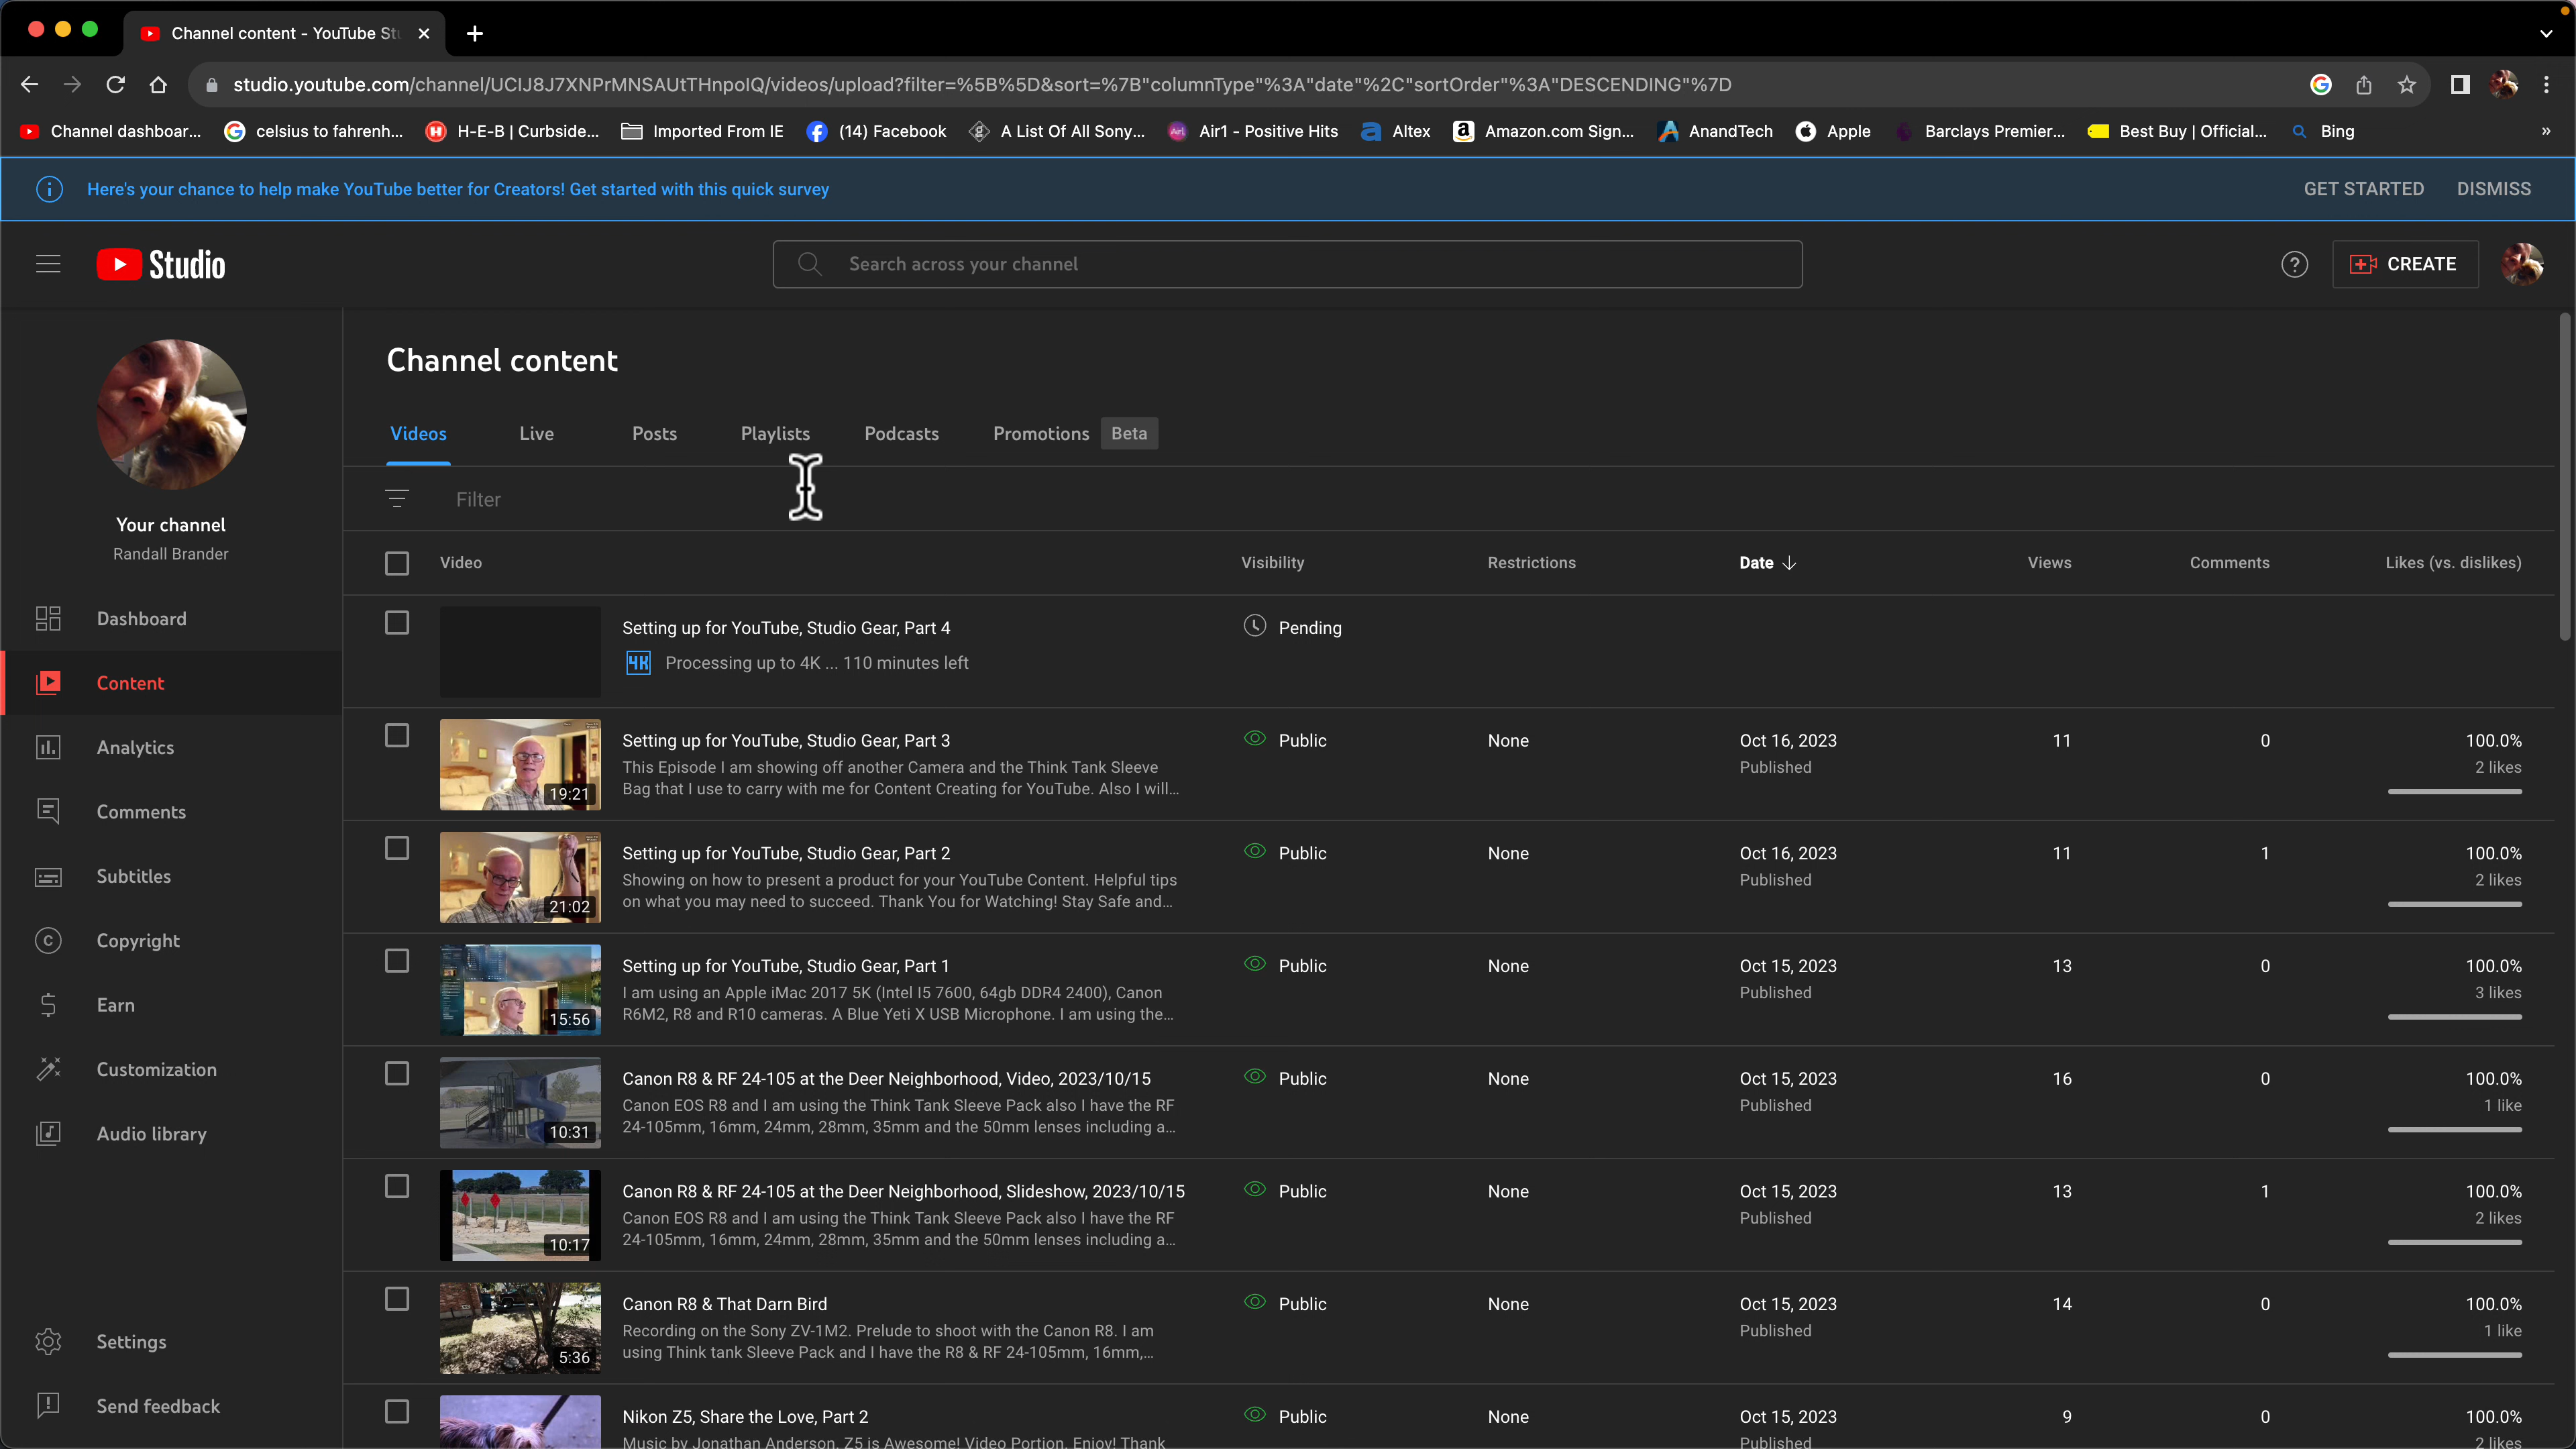 Channel content - YouTube St
studio.youtube.com/channel/UCIJ8J7XNPrMNSAUtTHnpoIQ/videos/upload?filter=%5B%5D&sort=%7B"columnType"%3A"date"%2C"sortOrder"%3A"DESCENDING"%7D
Channel dashboar... celsius to fahrenh... H-E-B | Curbside... Imported From IE (14) Facebook A List Of All Sony... Air1 - Positive Hits Altex Amazon.com Sign... AnandTech Apple Barclays Premier... Best Buy | Official... Bing »
Here's your chance to help make YouTube better for Creators! Get started with this quick survey GET STARTED DISMISS
Studio Search across your channel CREATE
Channel content
Videos Live Posts Playlists Podcasts Promotions Beta
Filter
Your channel
Randall Brander
Dashboard
Content
Analytics
Comments
Subtitles
Copyright
Earn
Customization
Audio library
Settings
Send feedback
Video Visibility Restrictions Date Views Comments Likes (vs. dislikes)
Setting up for YouTube, Studio Gear, Part 4 Pending
4K Processing up to 4K ... 110 minutes left
Setting up for YouTube, Studio Gear, Part 3 Public None Oct 16, 2023 11 0 100.0%
This Episode I am showing off another Camera and the Think Tank Sleeve Published 2 likes
19:21 Bag that I use to carry with me for Content Creating for YouTube. Also I will...
Setting up for YouTube, Studio Gear, Part 2 Public None Oct 16, 2023 11 1 100.0%
Showing on how to present a product for your YouTube Content. Helpful tips Published 2 likes
21:02 on what you may need to succeed. Thank You for Watching! Stay Safe and...
Setting up for YouTube, Studio Gear, Part 1 Public None Oct 15, 2023 13 0 100.0%
I am using an Apple iMac 2017 5K (Intel I5 7600, 64gb DDR4 2400), Canon Published 3 likes
15:56 R6M2, R8 and R10 cameras. A Blue Yeti X USB Microphone. I am using the...
Canon R8 & RF 24-105 at the Deer Neighborhood, Video, 2023/10/15 Public None Oct 15, 2023 16 0 100.0%
Canon EOS R8 and I am using the Think Tank Sleeve Pack also I have the RF Published 1 like
10:31 24-105mm, 16mm, 24mm, 28mm, 35mm and the 50mm lenses including a...
Canon R8 & RF 24-105 at the Deer Neighborhood, Slideshow, 2023/10/15 Public None Oct 15, 2023 13 1 100.0%
Canon EOS R8 and I am using the Think Tank Sleeve Pack also I have the RF Published 2 likes
10:17 24-105mm, 16mm, 24mm, 28mm, 35mm and the 50mm lenses including a...
Canon R8 & That Darn Bird Public None Oct 15, 2023 14 0 100.0%
Recording on the Sony ZV-1M2. Prelude to shoot with the Canon R8. I am Published 1 like
5:36 using Think tank Sleeve Pack and I have the R8 & RF 24-105mm, 16mm,...
Nikon Z5, Share the Love, Part 2 Public None Oct 15, 2023 9 0 100.0%
Music by Jonathan Anderson. Z5 is Awesome! Video Portion. Enjoy! Thank Published 2 likes